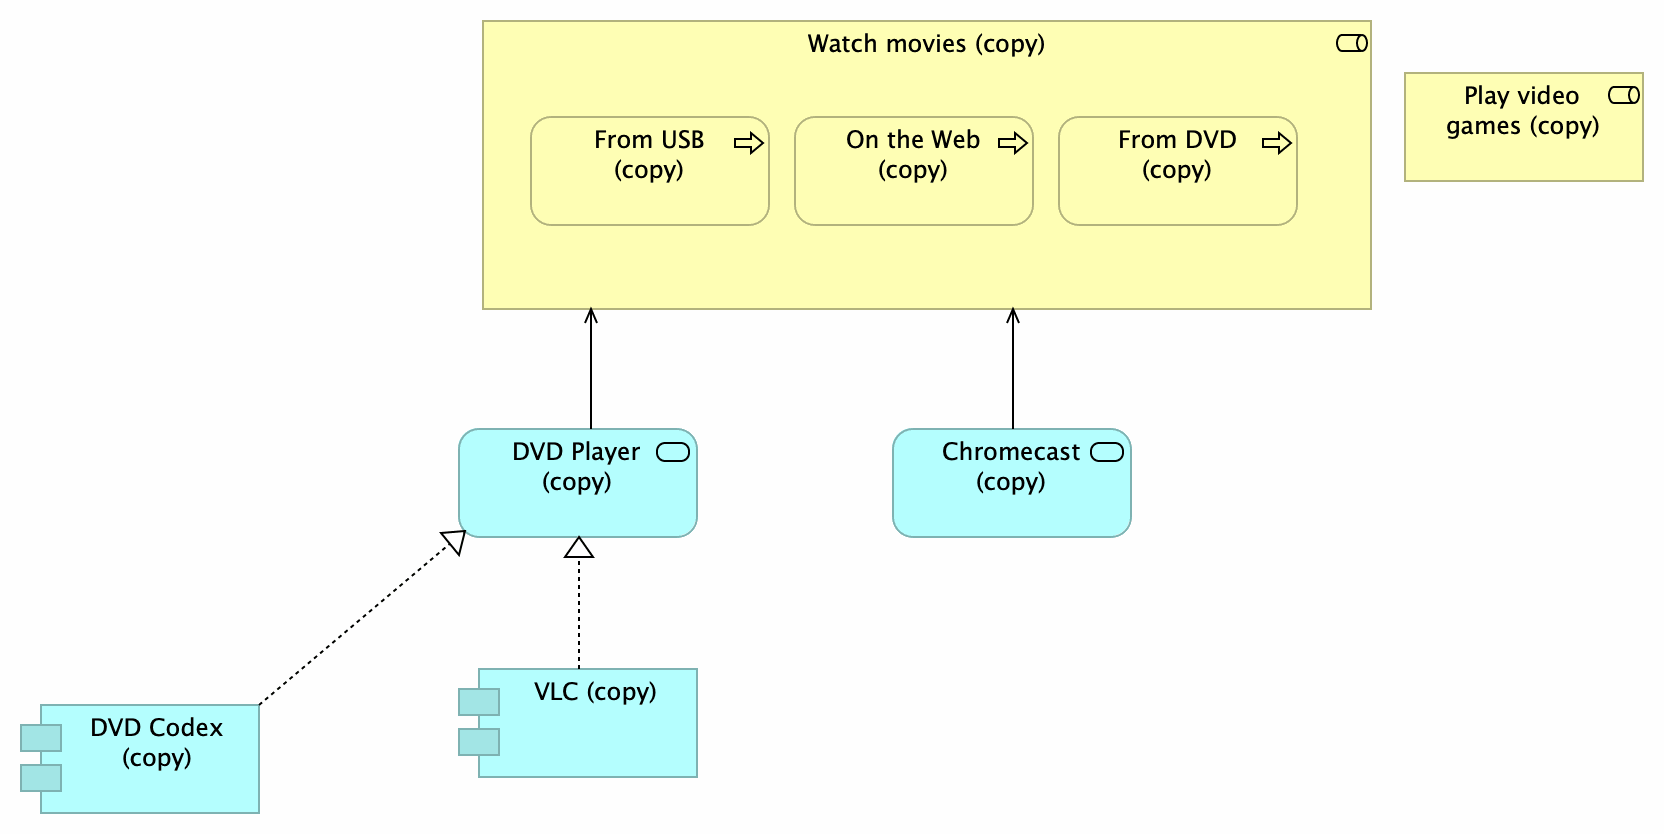 Watch movies (copy)
Play video
games (copy)
From USB
(copy)
On the Web
(copy)
From DVD
(copy)
DVD Player
(copy)
Chromecast
(copy)
VLC (copy)
DVD Codex
(copy)